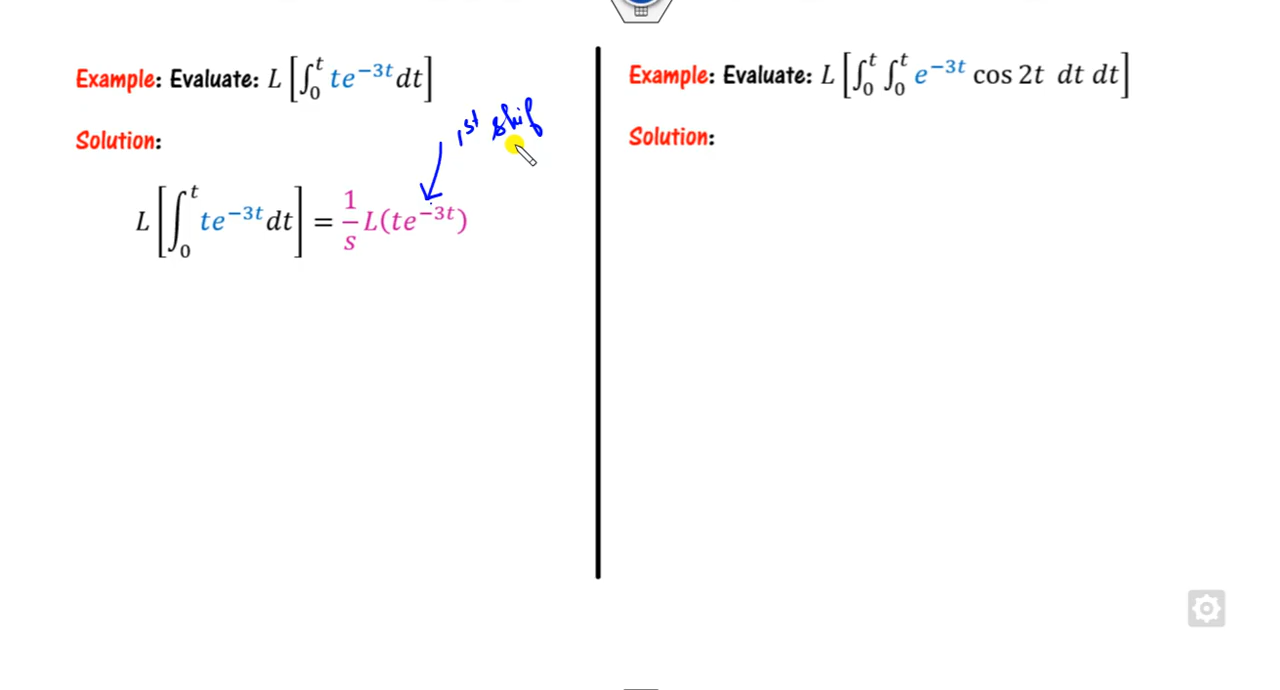 Example: Evaluate: L[∫₀ᵗ te⁻³ᵗ dt]
1st shif
Solution:
L[∫₀ᵗ te⁻³ᵗ dt] = 1/s L(te⁻³ᵗ)
Example: Evaluate: L[∫₀ᵗ ∫₀ᵗ e⁻³ᵗ cos 2t dt dt]
Solution: